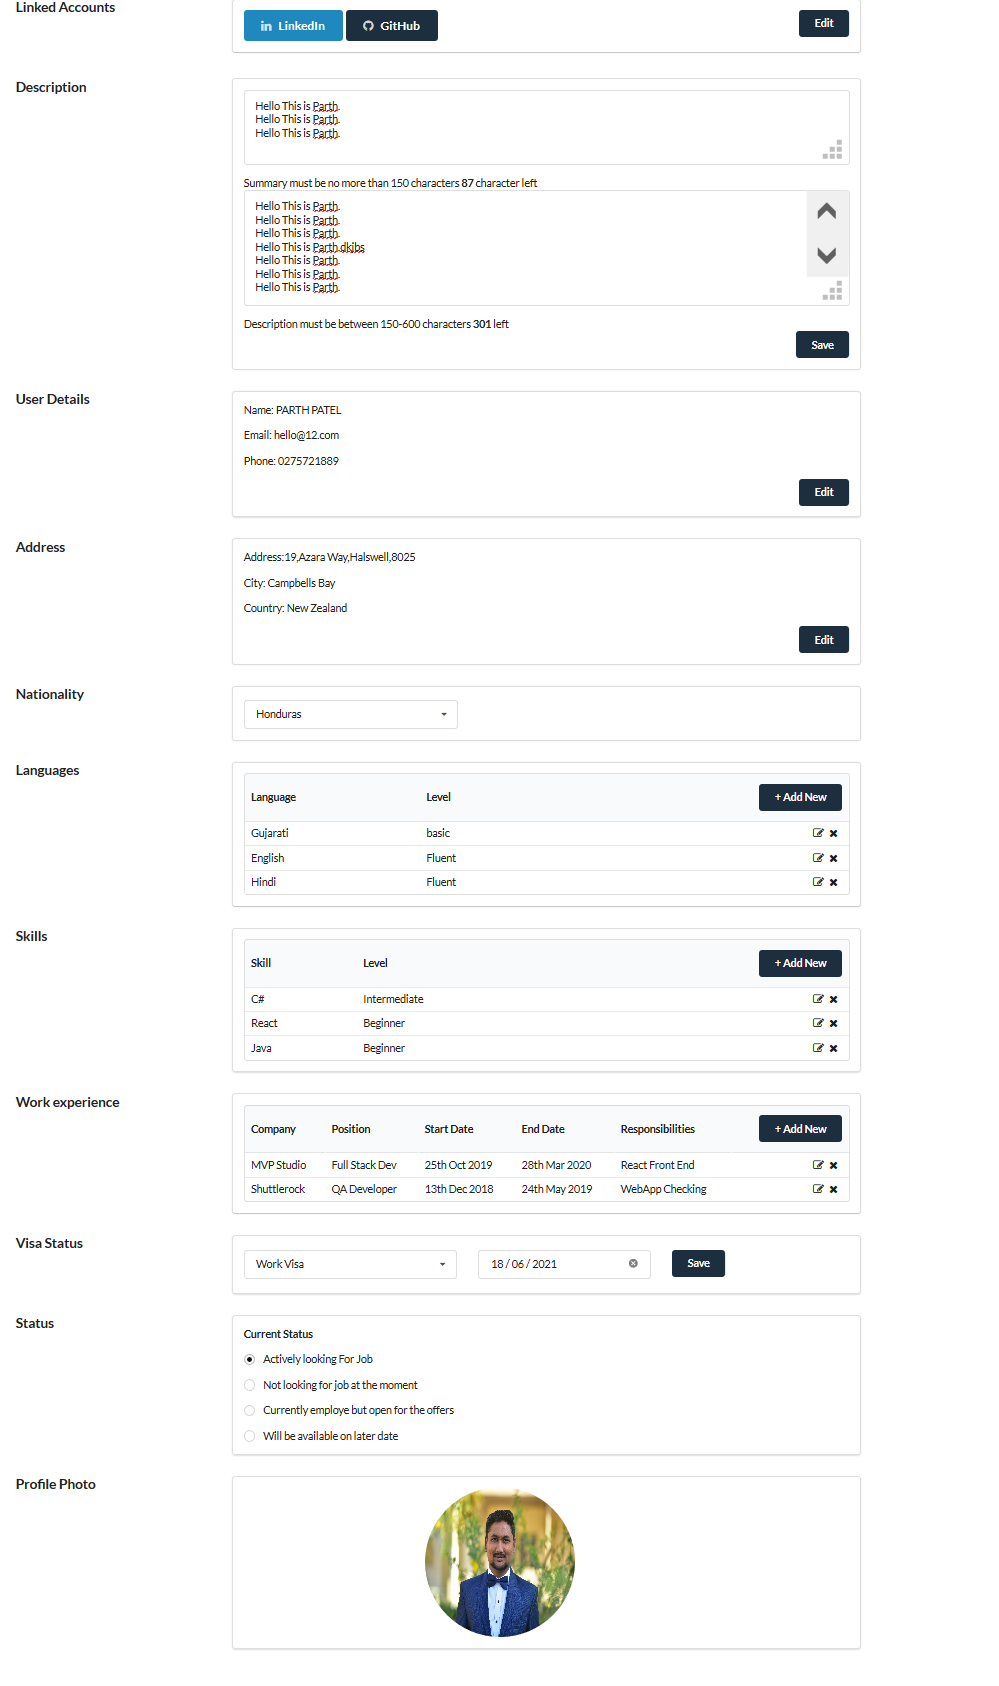 Linked Accounts
LinkedIn GitHub Edit
Description
Hello This is Parth.
Hello This is Parth.
Hello This is Parth.
Summary must be no more than 150 characters 87 character left
Hello This is Parth.
Hello This is Parth.
Hello This is Parth.
Hello This is Parth.dkjbs
Hello This is Parth.
Hello This is Parth.
Hello This is Parth.
Description must be between 150-600 characters 301 left
Save
User Details
Name: PARTH PATEL
Email: hello@12.com
Phone: 0275721889
Edit
Address
Address:19,Azara Way,Halswell,8025
City: Campbells Bay
Country: New Zealand
Edit
Nationality
Honduras
Languages
Language Level + Add New
Gujarati basic
English Fluent
Hindi Fluent
Skills
Skill Level + Add New
C# Intermediate
React Beginner
Java Beginner
Work experience
Company Position Start Date End Date Responsibilities + Add New
MVP Studio Full Stack Dev 25th Oct 2019 28th Mar 2020 React Front End
Shuttlerock QA Developer 13th Dec 2018 24th May 2019 WebApp Checking
Visa Status
Work Visa 18 / 06 / 2021 Save
Status
Current Status
Actively looking For Job
Not looking for job at the moment
Currently employe but open for the offers
Will be available on later date
Profile Photo